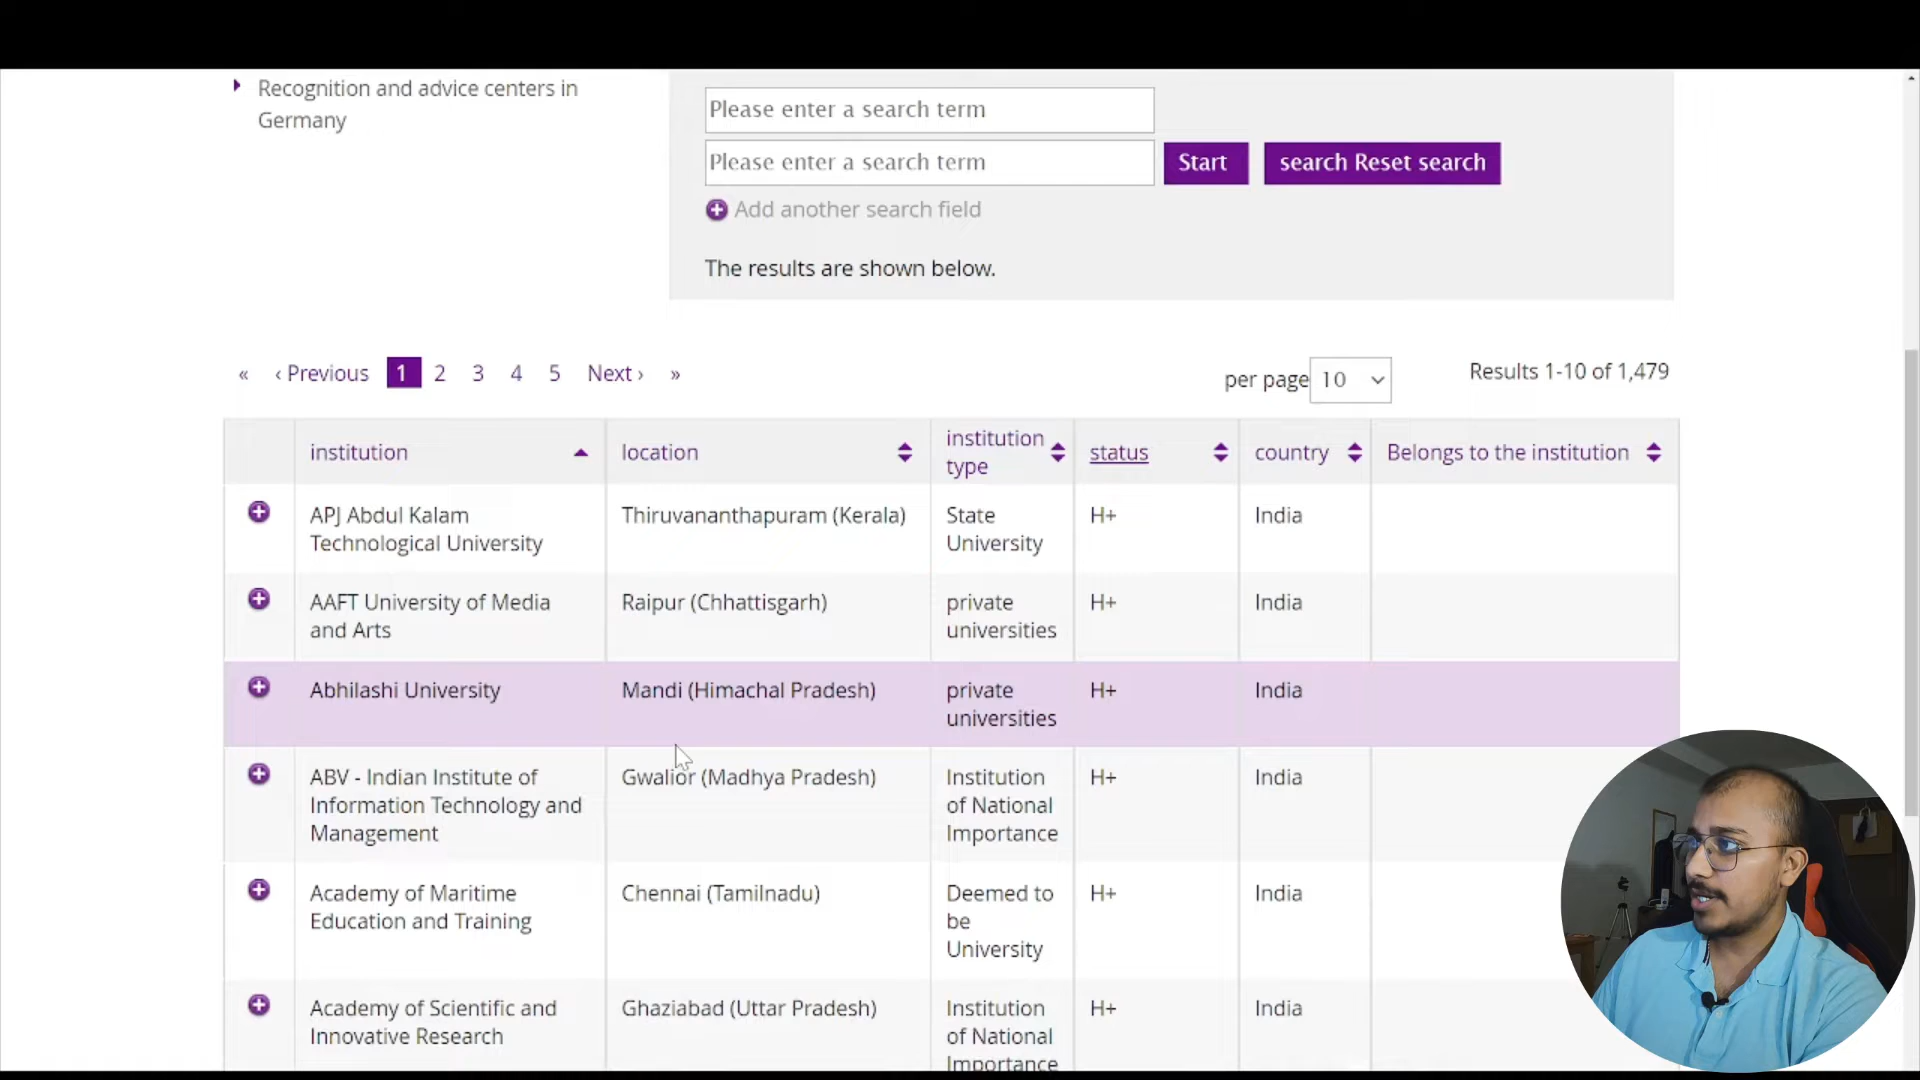 Recognition and advice centers in
Germany
Please enter a search term
Please enter a search term
Start
search Reset search
Add another search field
The results are shown below.
« ‹ Previous 1 2 3 4 5 Next › »
per page 10
Results 1-10 of 1,479
institution location institution type status country Belongs to the institution
APJ Abdul Kalam Thiruvananthapuram (Kerala) State H+ India
Technological University University
AAFT University of Media Raipur (Chhattisgarh) private H+ India
and Arts universities
Abhilashi University Mandi (Himachal Pradesh) private H+ India
universities
ABV - Indian Institute of Gwalior (Madhya Pradesh) Institution H+ India
Information Technology and of National
Management Importance
Academy of Maritime Chennai (Tamilnadu) Deemed to H+ India
Education and Training be
University
Academy of Scientific and Ghaziabad (Uttar Pradesh) Institution H+ India
Innovative Research of National
Importance